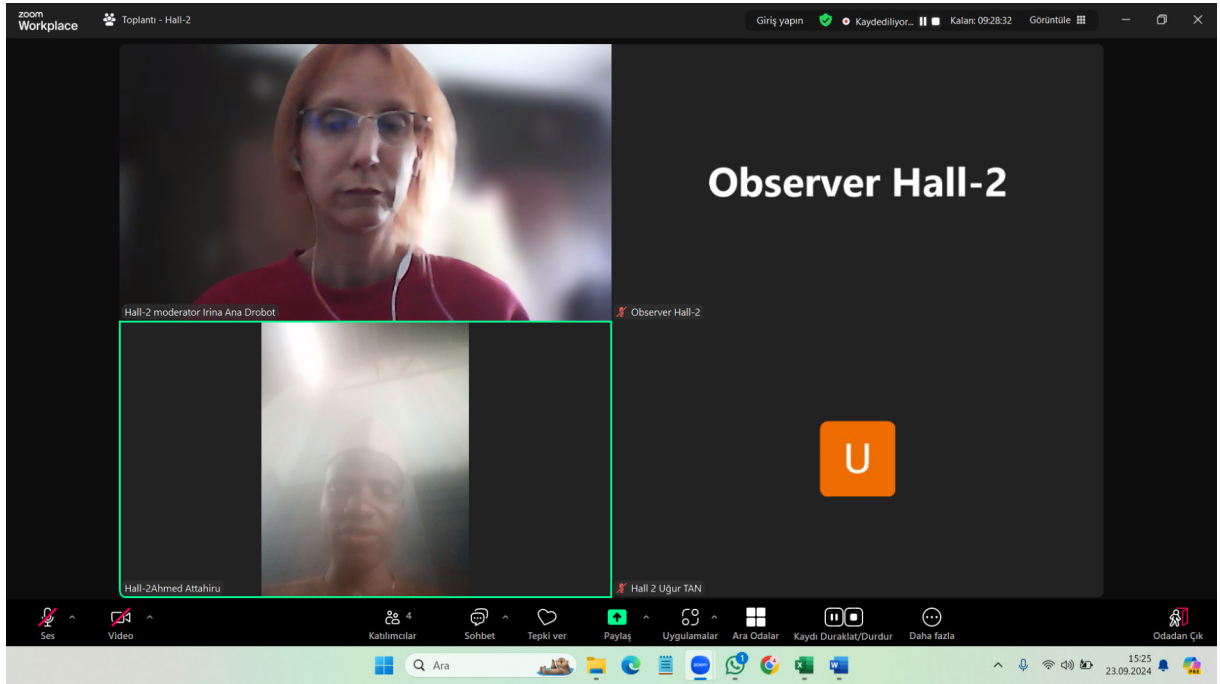 zoom
Workplace
Toplantı - Hall-2
Giriş yapın
Kaydediliyor...
Kalan: 09:28:32
Görüntüle
Observer Hall-2
Hall-2 moderator Irina Ana Drobot
Observer Hall-2
U
Hall-2Ahmed Attahiru
Hall 2 Uğur TAN
Ses
Video
4
Katılımcılar
Sohbet
Tepki ver
Paylaş
Uygulamalar
Ara Odalar
Kaydı Duraklat/Durdur
Daha fazla
Odadan Çık
Ara
1
15:25
23.09.2024
PRE